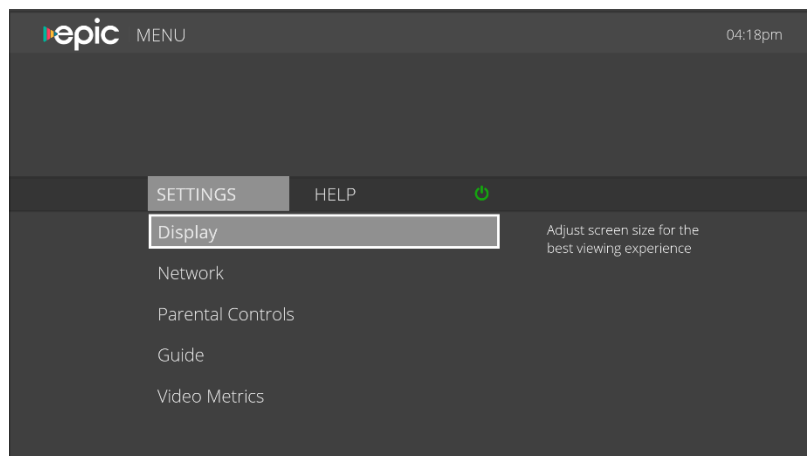 epic MENU 04:18pm
SETTINGS HELP
Display
Adjust screen size for the
best viewing experience
Network
Parental Controls
Guide
Video Metrics